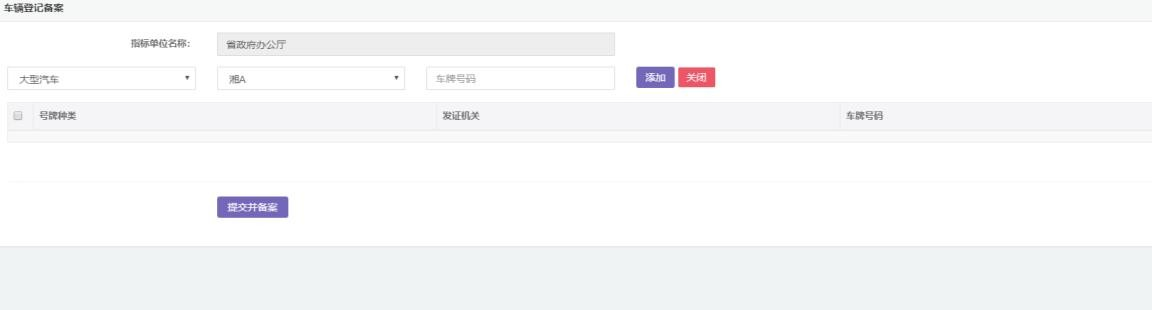 车辆登记备案
指标单位名称: 省政府办公厅
大型汽车 湘A 车牌号码 添加 关闭
号牌种类 发证机关 车牌号码
提交并备案